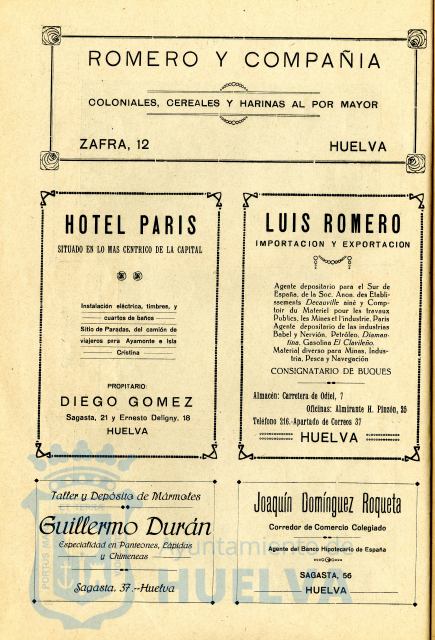 ROMERO Y COMPAÑIA
COLONIALES, CEREALES Y HARINAS AL POR MAYOR
ZAFRA, 12 HUELVA
HOTEL PARIS
SITUADO EN LO MAS CENTRICO DE LA CAPITAL
Instalación eléctrica, timbres, y
cuartos de baños
Sitio de Paradas, del camión de
viajeros para Ayamonte e Isla
Cristina
PROPITARIO:
DIEGO GOMEZ
Sagasta, 21 y Ernesto Deligny, 18
HUELVA
LUIS ROMERO
IMPORTACION Y EXPORTACION
Agente depositario para el Sur de
España, de la Soc. Anon. des Etabli-
ssements Decauville ainé y Comp-
toir du Materiel pour les travaux
Publics, les Mines et l'industrie, Paris
Agente depositario de las industrias
Babel y Nervión. Petróleo, Diaman-
tina, Gasolina El Clavileño.
Material diverso para Minas, Indus-
tria, Pesca y Navegación
CONSIGNATARIO DE BUQUES
Almacén: Carretera de Odiel, 7
Oficinas: Almirante H. Pinzón, 25
Teléfono 216.-Apartado de Correos 37
HUELVA
Taller y Depósito de Mármoles
Guillermo Durán
Especialidad en Panteones, Lápidas
y Chimeneas
Sagasta, 37.--Huelva
Joaquín Domínguez Roqueta
Corredor de Comercio Colegiado
Agente del Banco Hipotecario de España
SAGASTA, 56
HUELVA
Ayuntamiento de
HUELVA